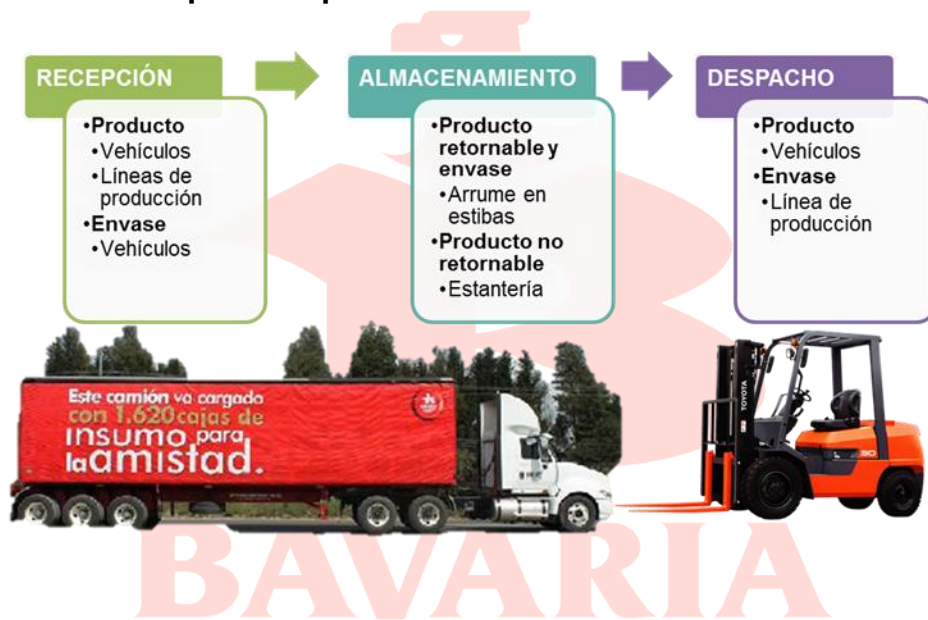 RECEPCIÓN
•Producto
•Vehículos
•Líneas de
producción
•Envase
•Vehículos
ALMACENAMIENTO
•Producto
retornable y
envase
•Arrume en
estibas
•Producto no
retornable
•Estantería
DESPACHO
•Producto
•Vehículos
•Envase
•Línea de
producción
Este camión va cargado
con 1.620 cajas de
insumo para
la amistad.
TOYOTA
30
BAVARIA